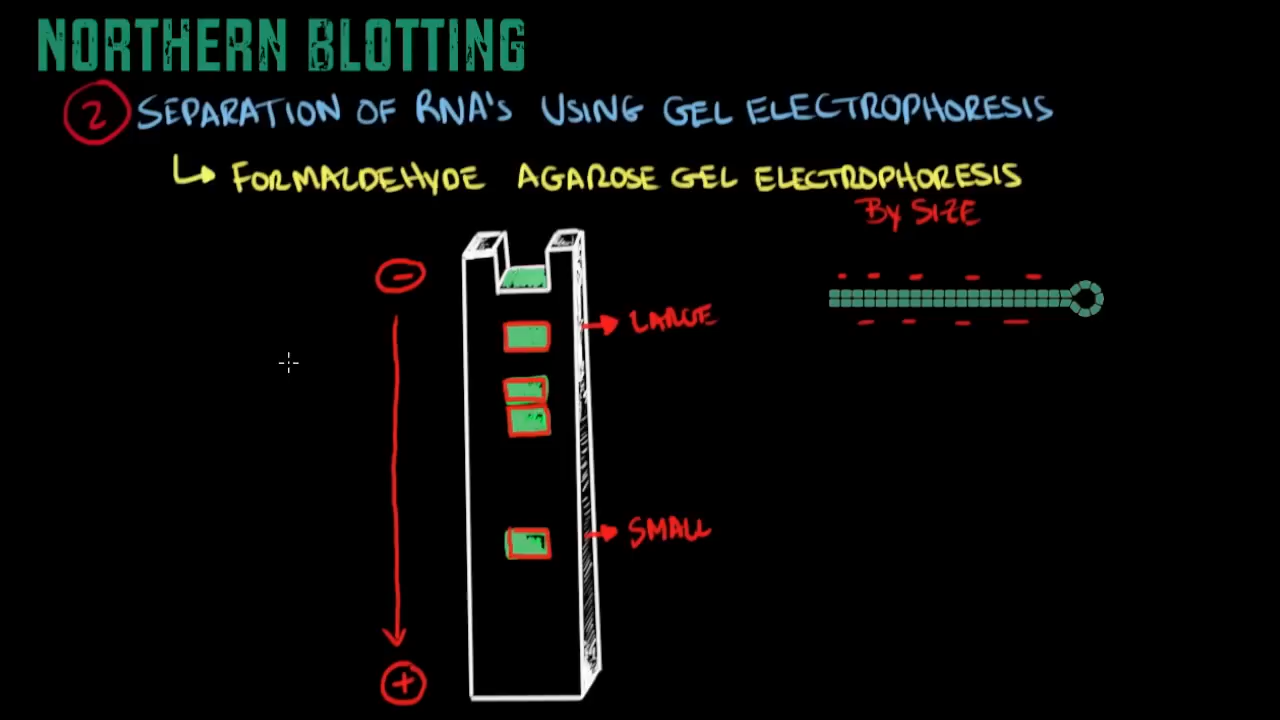 NORTHERN BLOTTING
2 SEPARATION OF RNA'S USING GEL ELECTROPHORESIS
FORMALDEHYDE AGAROSE GEL ELECTROPHORESIS
BY SIZE
−
LARGE
SMALL
+